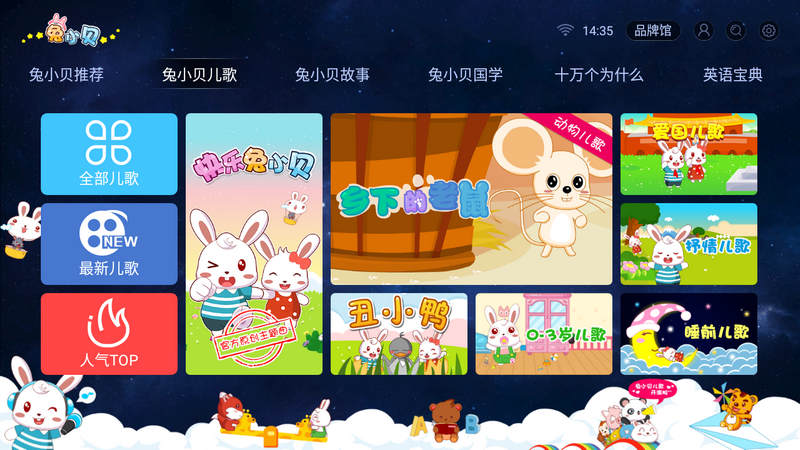 兔小贝
14:35
品牌馆
兔小贝推荐
兔小贝儿歌
兔小贝故事
兔小贝国学
十万个为什么
英语宝典
全部儿歌
NEW
最新儿歌
人气TOP
快乐兔小贝
官方原创主题曲
动物儿歌
乡下的老鼠
丑小鸭
0-3岁儿歌
爱国儿歌
抒情儿歌
睡前儿歌
兔小贝儿歌
开课啦
A B